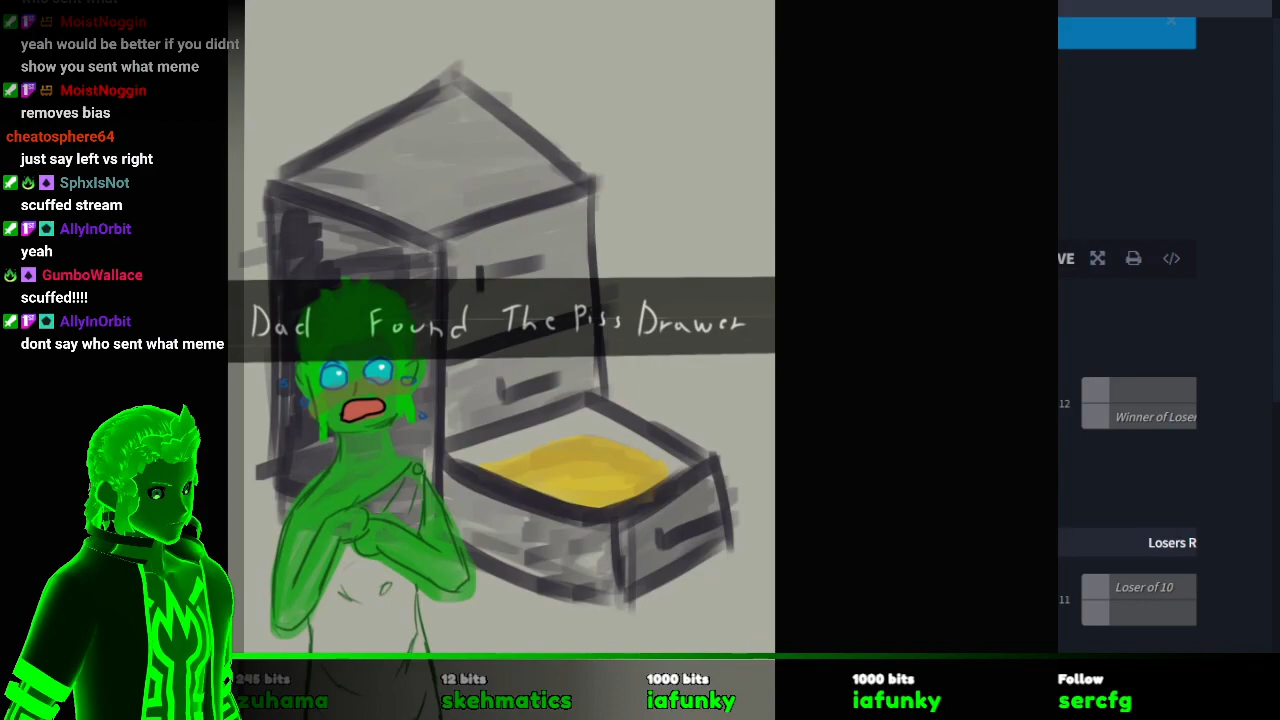 MoistNoggin
yeah would be better if you didnt
show you sent what meme
MoistNoggin
removes bias
cheatosphere64
just say left vs right
SphxIsNot
scuffed stream
AllyInOrbit
yeah
GumboWallace
scuffed!!!!
AllyInOrbit
dont say who sent what meme
Dad Found The Piss Drawer
VE
12
Winner of Loser
Losers R
Loser of 10
11
245 bits
zuhama
12 bits
skehmatics
1000 bits
iafunky
1000 bits
iafunky
Follow
sercfg